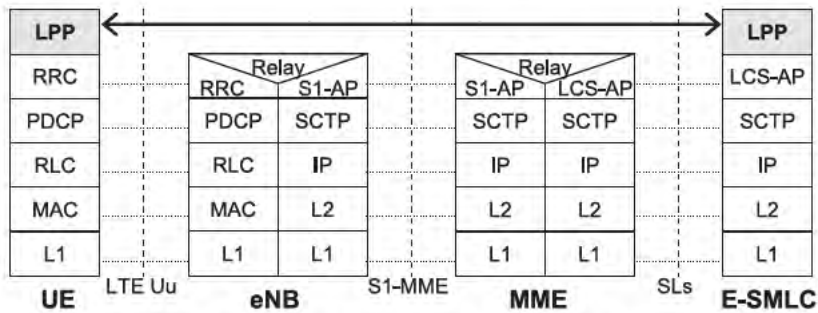 LPP LPP
Relay Relay
RRC RRC S1-AP S1-AP LCS-AP LCS-AP
PDCP PDCP SCTP SCTP SCTP SCTP
RLC RLC IP IP IP IP
MAC MAC L2 L2 L2 L2
L1 L1 L1 L1 L1 L1
LTE Uu S1-MME SLs
UE eNB MME E-SMLC